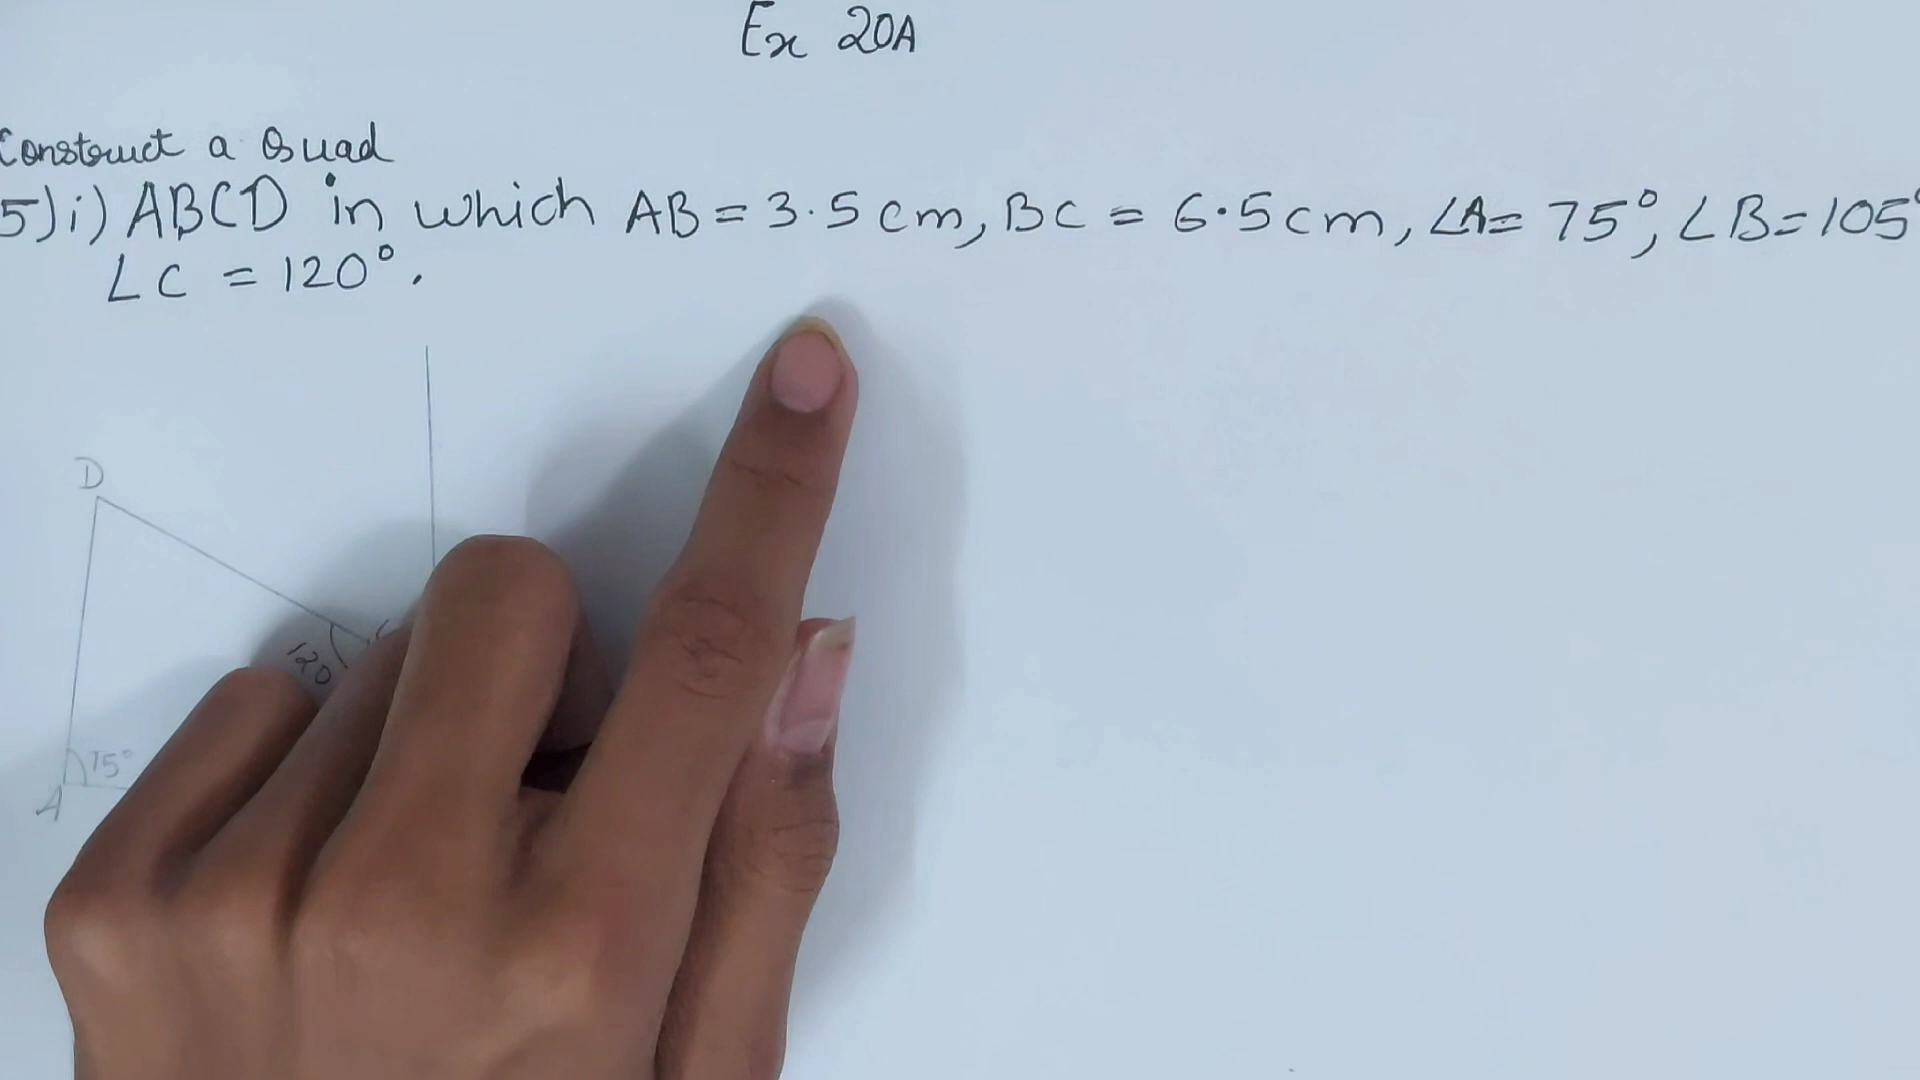 Ex 20A
Construct a Quad
5)i) ABCD in which AB = 3.5 cm, BC = 6.5 cm, ∠A = 75°, ∠B = 105°
∠C = 120°.
D
120
75°
A